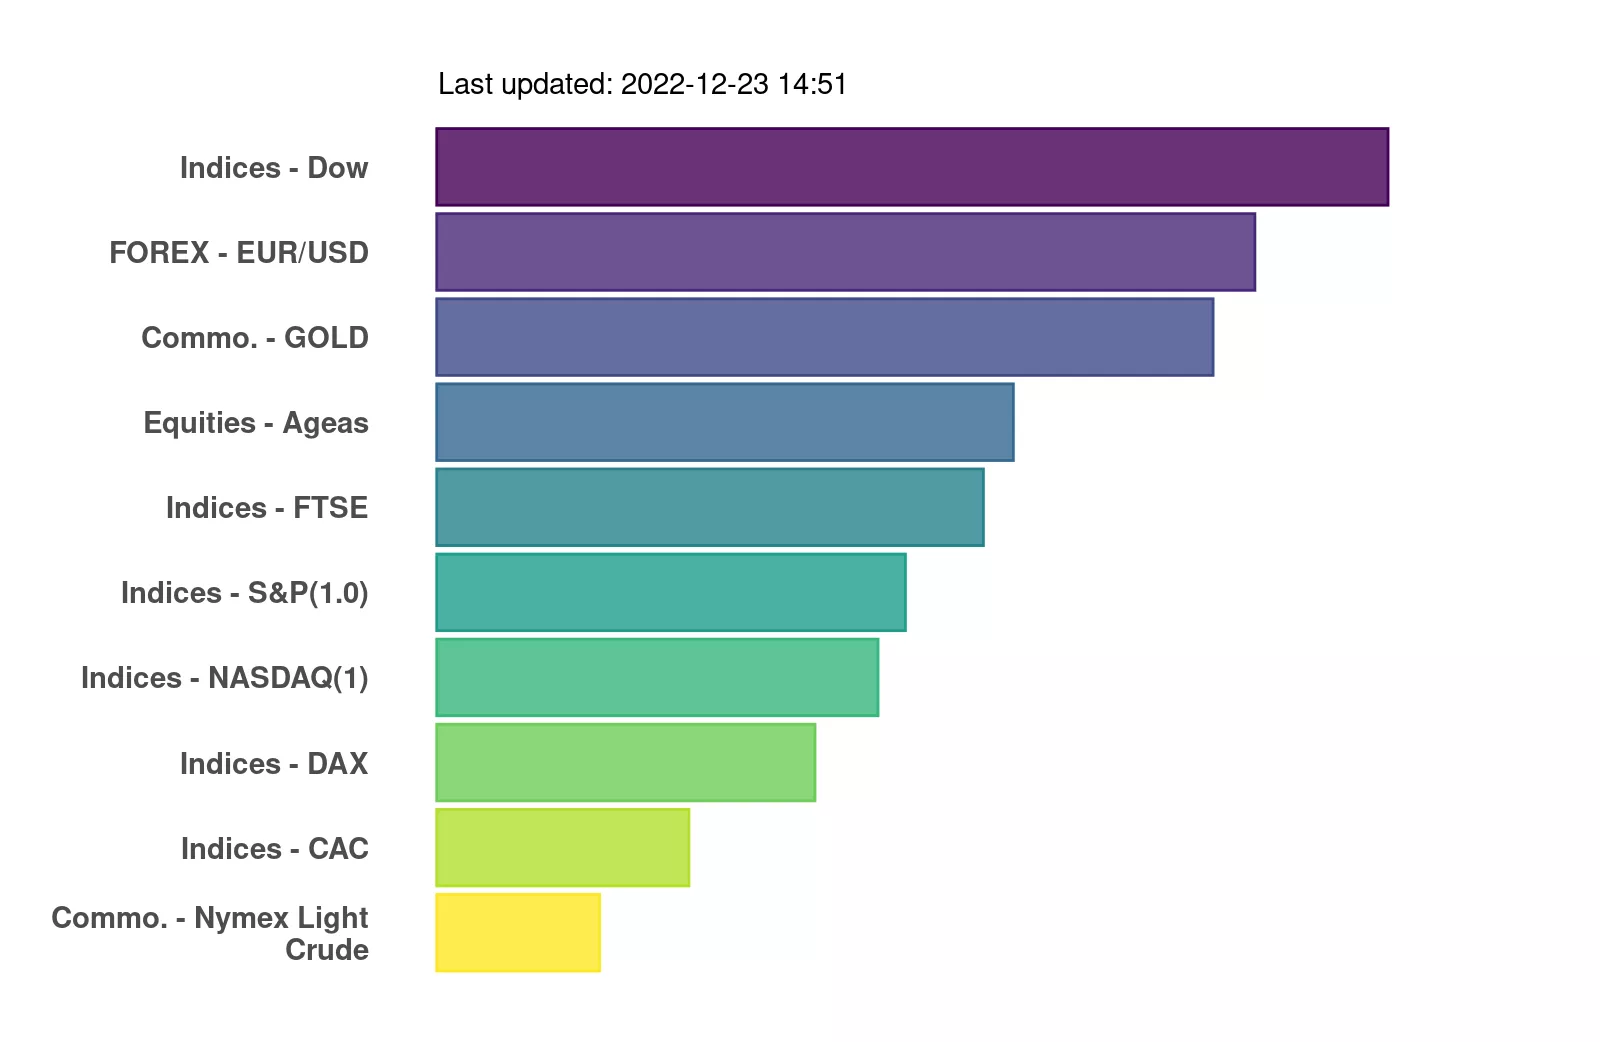 Last updated: 2022-12-23 14:51
Indices - Dow
FOREX - EUR/USD
Commo. - GOLD
Equities - Ageas
Indices - FTSE
Indices - S&P(1.0)
Indices - NASDAQ(1)
Indices - DAX
Indices - CAC
Commo. - Nymex Light
Crude